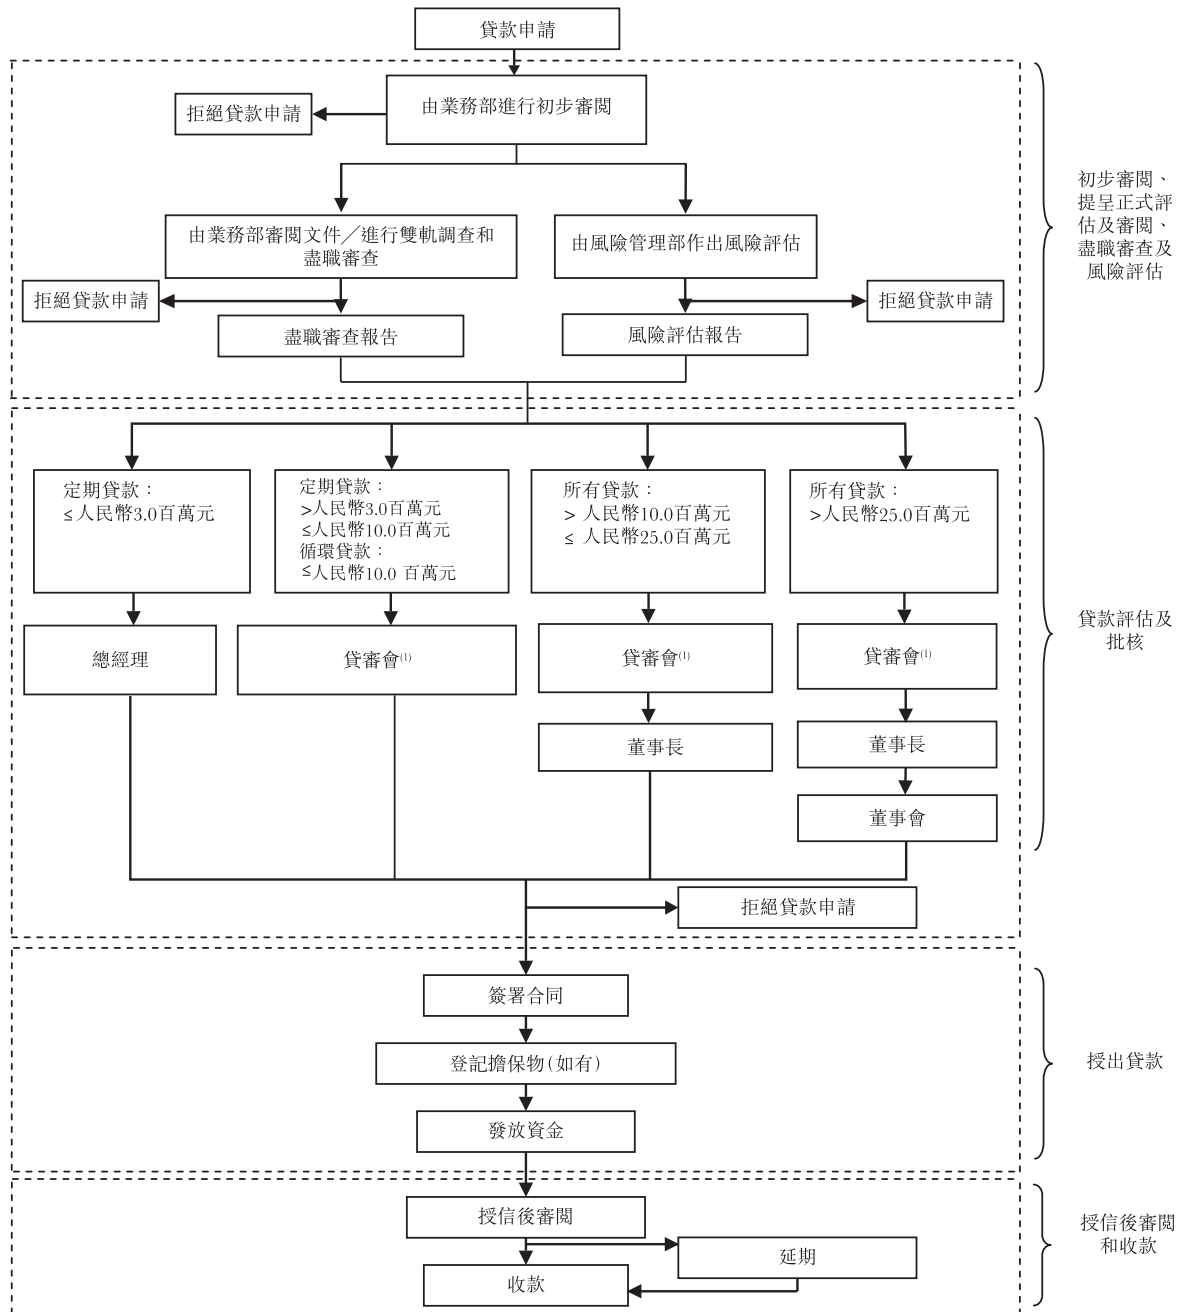 貸款申請
由業務部進行初步審閱
拒絕貸款申請
初步審閱、
提呈正式評
估及審閱、
盡職審查及
風險評估
由業務部審閱文件／進行雙軌調查和
盡職審查
由風險管理部作出風險評估
拒絕貸款申請
拒絕貸款申請
盡職審查報告
風險評估報告
定期貸款：
≤人民幣3.0百萬元
定期貸款：
>人民幣3.0百萬元
≤人民幣10.0百萬元
循環貸款：
≤人民幣10.0 百萬元
所有貸款：
> 人民幣10.0百萬元
≤ 人民幣25.0百萬元
所有貸款：
>人民幣25.0百萬元
貸款評估及
批核
總經理
貸審會(1)
貸審會(1)
貸審會(1)
董事長
董事長
董事會
拒絕貸款申請
簽署合同
登記擔保物(如有)
發放資金
授出貸款
授信後審閱
延期
收款
授信後審閱
和收款